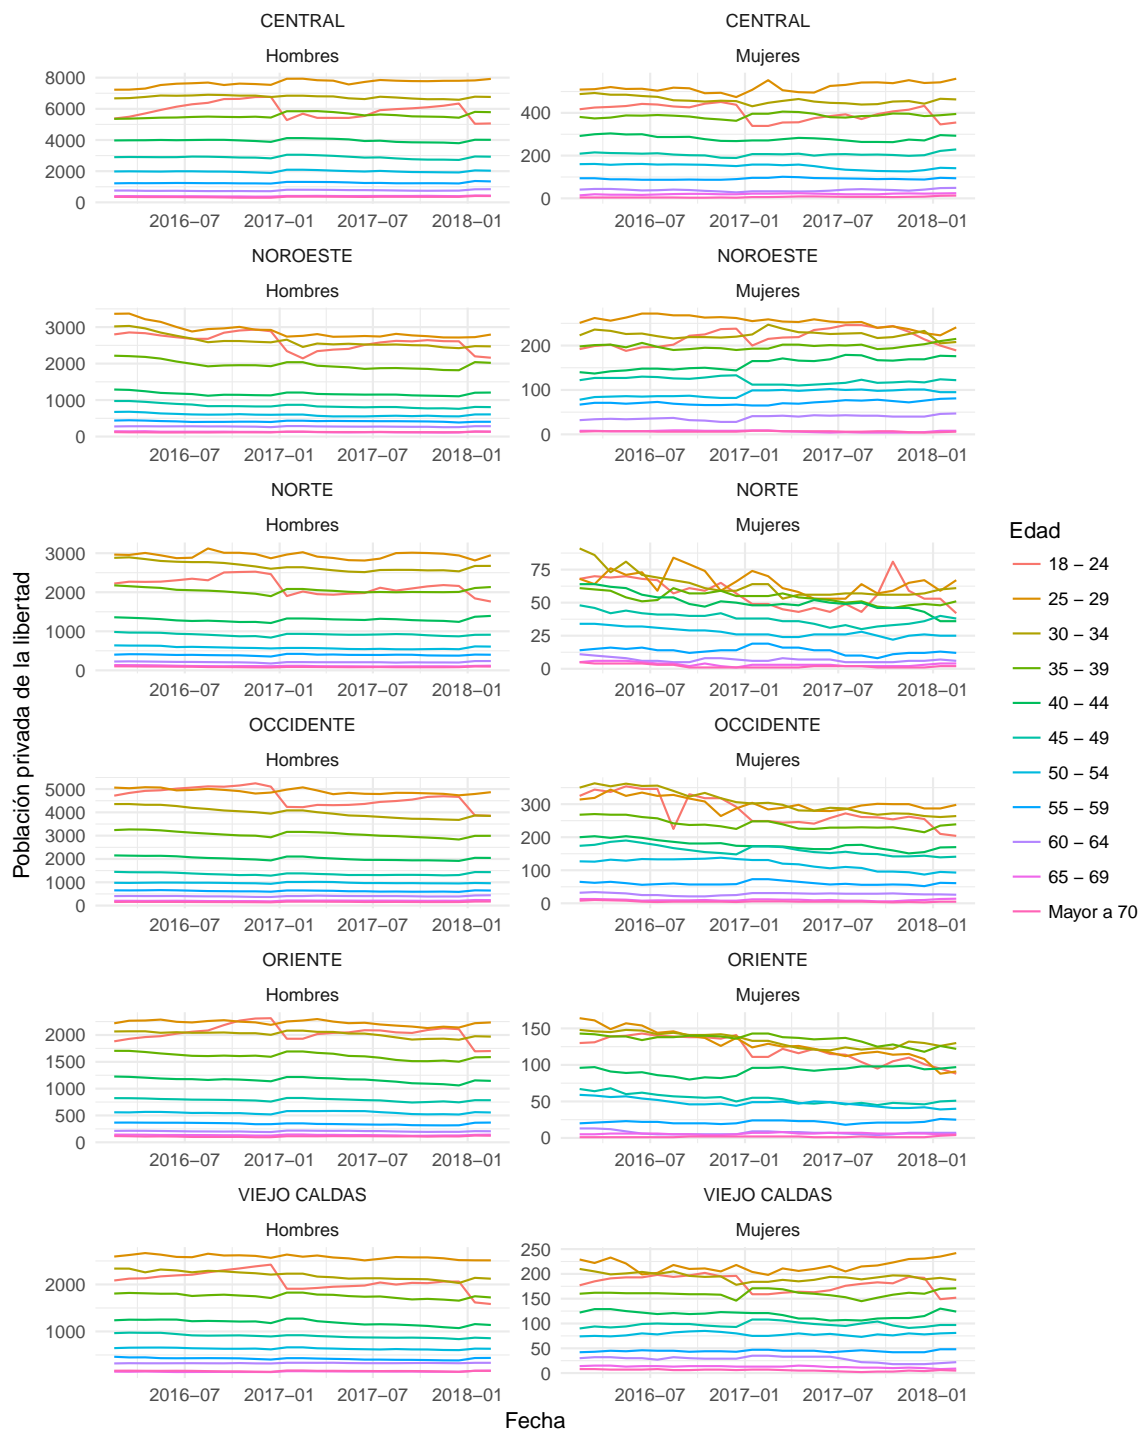 CENTRAL
Hombres
8000
6000
4000
2000
0
2016−07
2017−01
2017−07
2018−01
CENTRAL
Mujeres
400
200
0
2016−07
2017−01
2017−07
2018−01
NOROESTE
Hombres
3000
2000
1000
0
2016−07
2017−01
2017−07
2018−01
NOROESTE
Mujeres
200
100
0
2016−07
2017−01
2017−07
2018−01
NORTE
Hombres
3000
2000
1000
0
2016−07
2017−01
2017−07
2018−01
NORTE
Mujeres
75
50
25
0
2016−07
2017−01
2017−07
2018−01
OCCIDENTE
Hombres
5000
4000
3000
2000
1000
0
2016−07
2017−01
2017−07
2018−01
OCCIDENTE
Mujeres
300
200
100
0
2016−07
2017−01
2017−07
2018−01
ORIENTE
Hombres
2000
1500
1000
500
0
2016−07
2017−01
2017−07
2018−01
ORIENTE
Mujeres
150
100
50
0
2016−07
2017−01
2017−07
2018−01
VIEJO CALDAS
Hombres
2000
1000
2016−07
2017−01
2017−07
2018−01
VIEJO CALDAS
Mujeres
250
200
150
100
50
0
2016−07
2017−01
2017−07
2018−01
Fecha
Población privada de la libertad
Edad
18 − 24
25 − 29
30 − 34
35 − 39
40 − 44
45 − 49
50 − 54
55 − 59
60 − 64
65 − 69
Mayor a 70